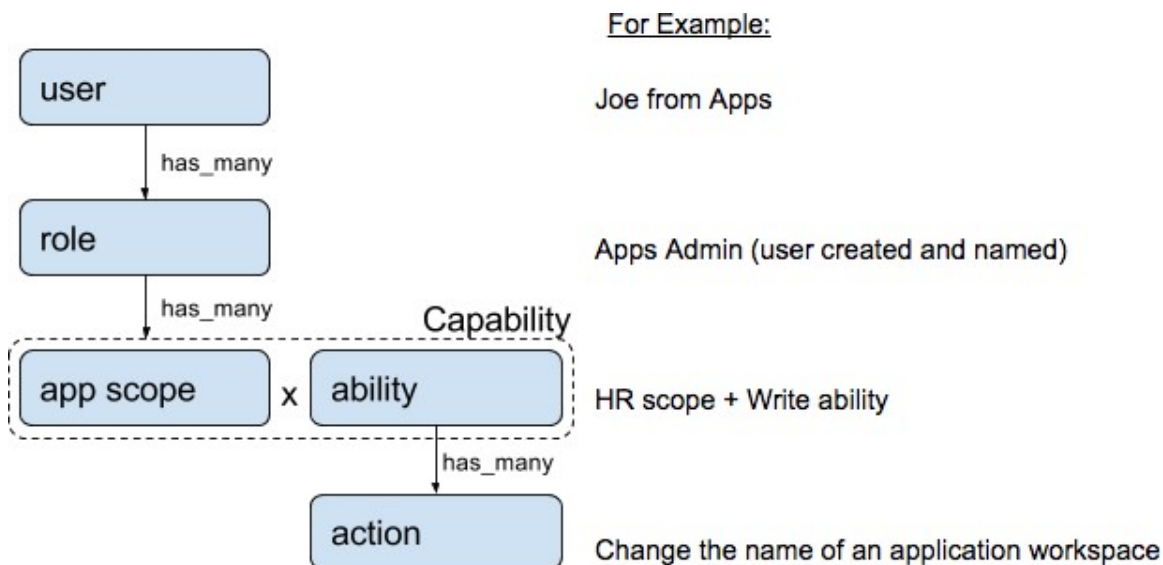 For Example:
user
Joe from Apps
has_many
role
Apps Admin (user created and named)
has_many
Capability
app scope x ability
HR scope + Write ability
has_many
action
Change the name of an application workspace